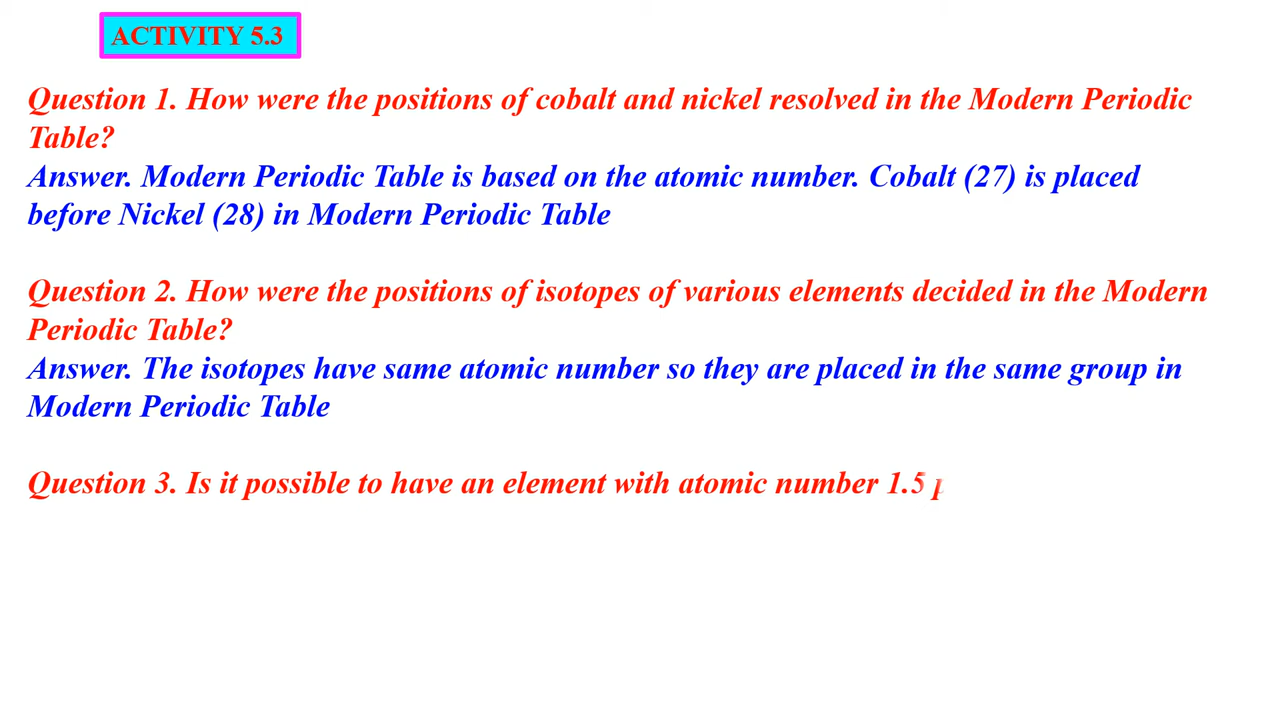 ACTIVITY 5.3
Question 1. How were the positions of cobalt and nickel resolved in the Modern Periodic
Table?
Answer. Modern Periodic Table is based on the atomic number. Cobalt (27) is placed
before Nickel (28) in Modern Periodic Table
Question 2. How were the positions of isotopes of various elements decided in the Modern
Periodic Table?
Answer. The isotopes have same atomic number so they are placed in the same group in
Modern Periodic Table
Question 3. Is it possible to have an element with atomic number 1.5